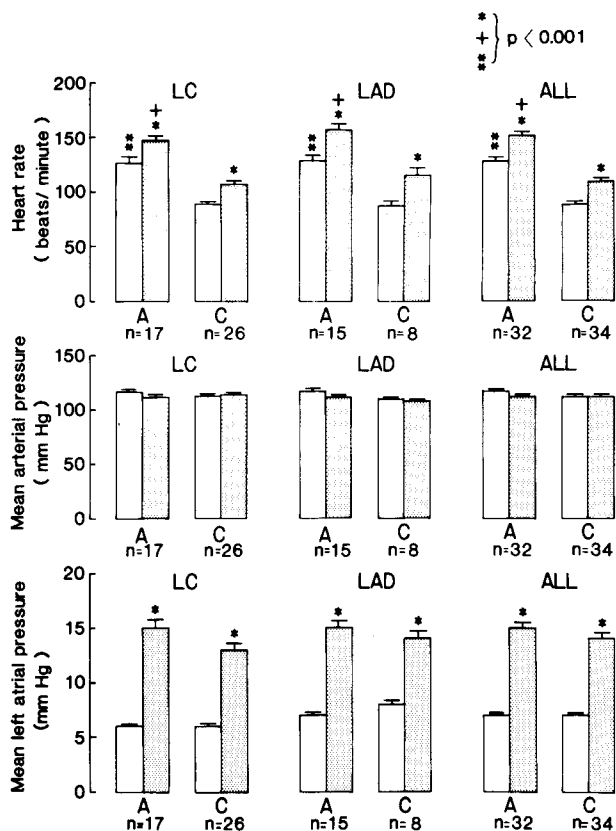 *
+ } p < 0.001
**
LC LAD ALL
Heart rate
( beats/ minute )
200
150
100
50
0
** + * *
** + * *
** + * *
A C A C A C
n=17 n=26 n=15 n=8 n=32 n=34
LC LAD ALL
Mean arterial pressure
( mm Hg )
150
100
50
0
A C A C A C
n=17 n=26 n=15 n=8 n=32 n=34
LC LAD ALL
Mean left atrial pressure
(mm Hg)
20
15
10
5
0
* * * * * *
A C A C A C
n=17 n=26 n=15 n=8 n=32 n=34